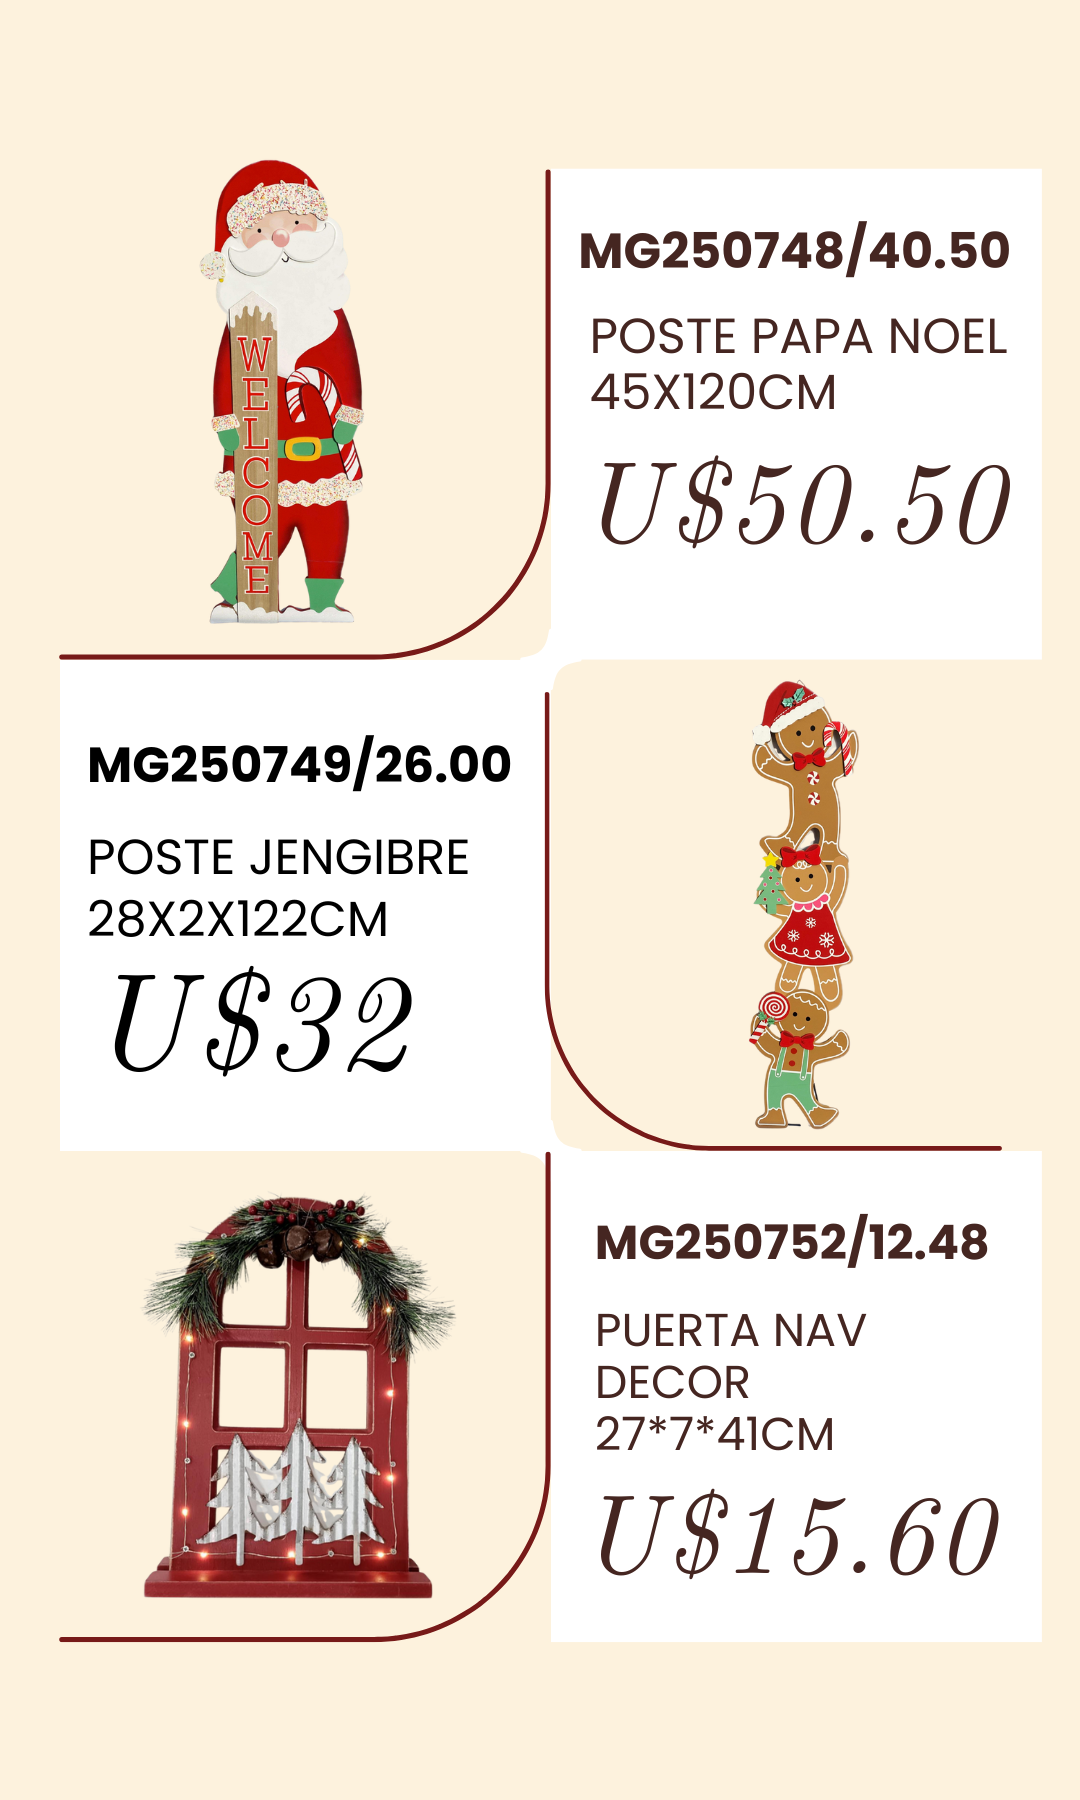 WELCOME
MG250748/40.50
POSTE PAPA NOEL
45X120CM
U$50.50
MG250749/26.00
POSTE JENGIBRE
28X2X122CM
U$32
MG250752/12.48
PUERTA NAV
DECOR
27*7*41CM
U$15.60